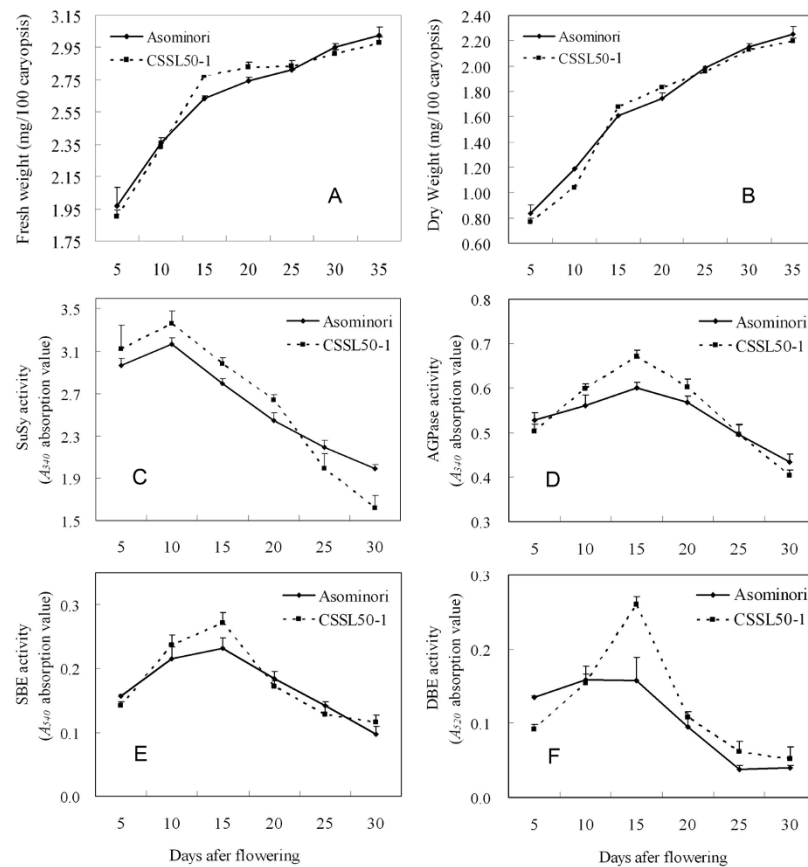 Fresh weight (mg/100 caryopsis)
3.15
2.95
2.75
2.55
2.35
2.15
1.95
1.75
Asominori
CSSL50-1
A
5 10 15 20 25 30 35
Dry Weight (mg/100 caryopsis)
2.40
2.20
2.00
1.80
1.60
1.40
1.20
1.00
0.80
0.60
Asominori
CSSL50-1
B
5 10 15 20 25 30 35
SuSy activity
(A340 absorption value)
3.5
3.1
2.7
2.3
1.9
1.5
Asominori
CSSL50-1
C
5 10 15 20 25 30
AGPase activity
(A340 absorption value)
0.8
0.7
0.6
0.5
0.4
0.3
Asominori
CSSL50-1
D
5 10 15 20 25 30
SBE activity
(A540 absorption value)
0.3
0.2
0.1
0.0
Asominori
CSSL50-1
E
5 10 15 20 25 30
Days afer flowering
DBE activity
(A520 absorption value)
0.3
0.2
0.1
0.0
Asominori
CSSL50-1
F
5 10 15 20 25 30
Days afer flowering